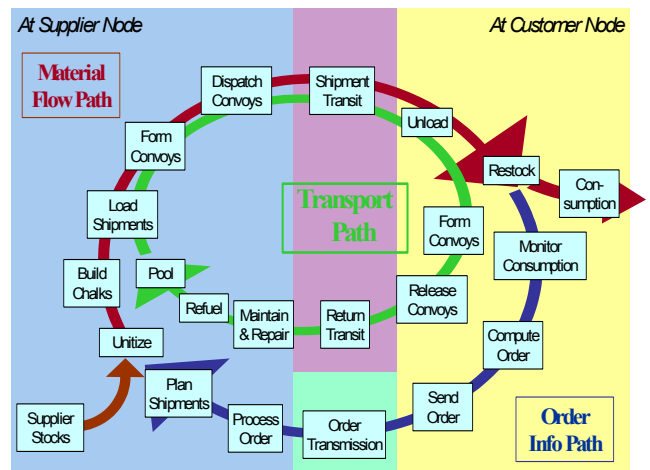 At Supplier Node
At Customer Node
Material
Flow Path
Dispatch
Convoys
Shipment
Transit
Unload
Form
Convoys
Restock
Con-
sumption
Load
Shipments
Transport
Path
Form
Convoys
Monitor
Consumption
Build
Chalks
Pool
Refuel
Maintain
& Repair
Return
Transit
Release
Convoys
Unitize
Compute
Order
Plan
Shipments
Send
Order
Supplier
Stocks
Process
Order
Order
Transmission
Order
Info Path